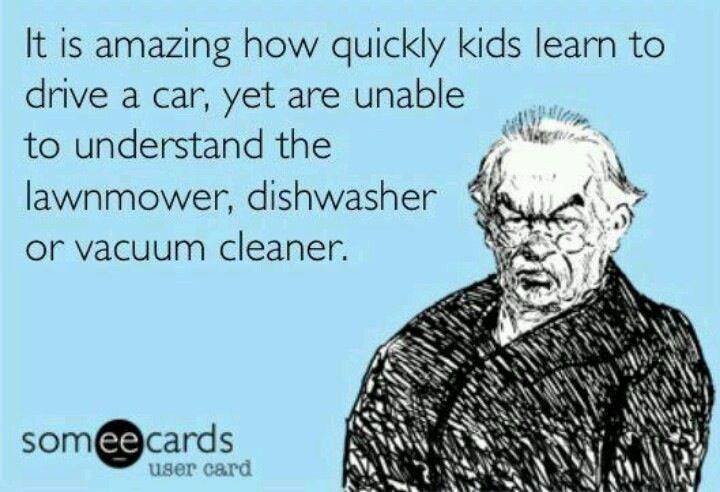 It is amazing how quickly kids learn to
drive a car, yet are unable
to understand the
lawnmower, dishwasher
or vacuum cleaner.
someecards
user card